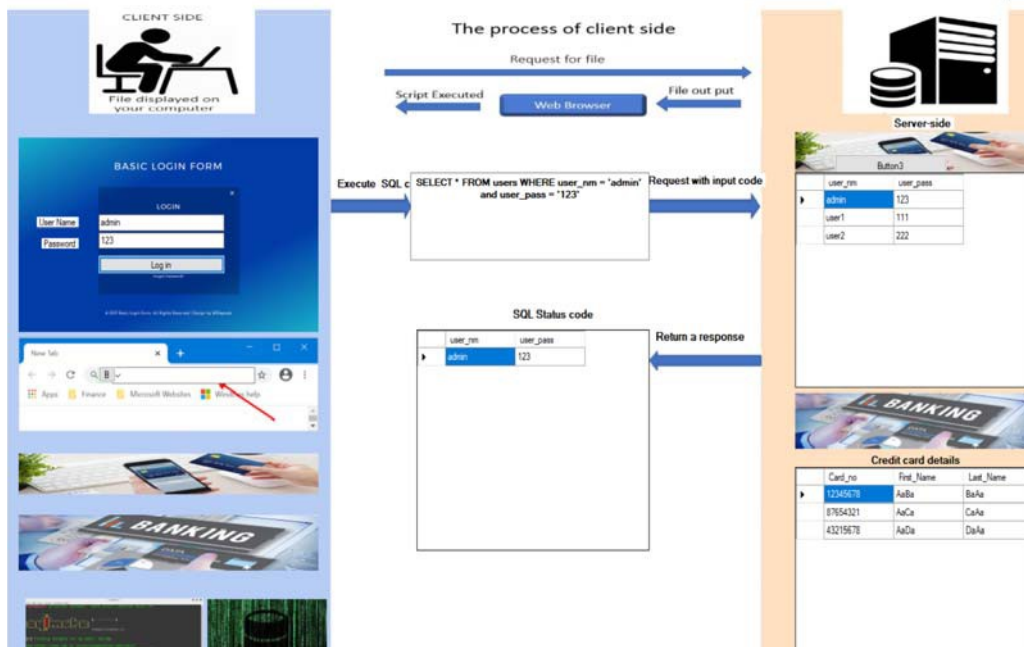 CLIENT SIDE
File displayed on
your computer
BASIC LOGIN FORM
×
LOGIN
User Name
admin
Password
123
Log in
New Tab
B
Apps
Finance
Microsoft Websites
Windows help
BANKING
DATA
The process of client side
Request for file
Script Executed
Web Browser
File out put
Execute SQL c
SELECT * FROM users WHERE user_nm = 'admin'
and user_pass = '123'
Request with input code
SQL Status code
user_nm user_pass
admin 123
Return a response
Server-side
Button3
user_nm user_pass
admin 123
user1 111
user2 222
BANKING
DATA
Credit card details
Card_no First_Name Last_Name
12345678 AaBa BaAa
87654321 AaCa CaAa
43215678 AaDa DaAa